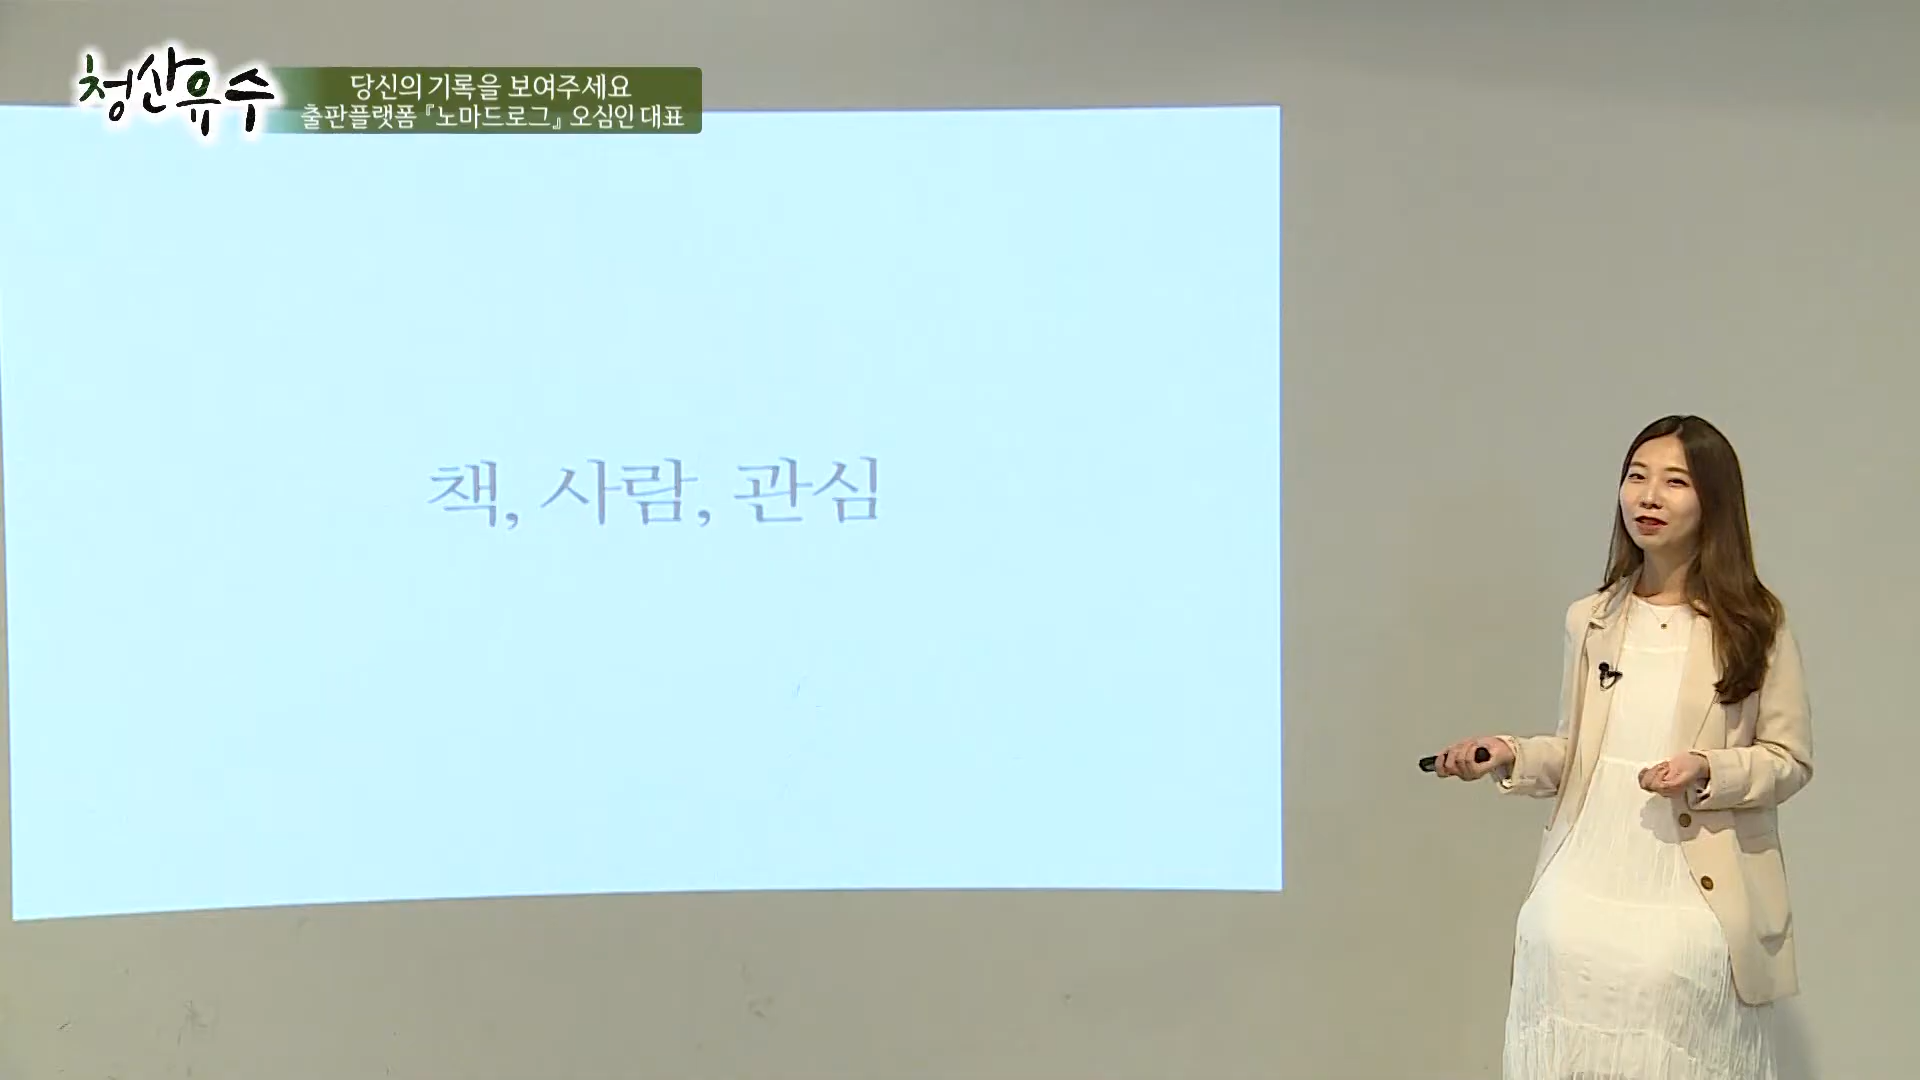 청산유수
당신의 기록을 보여주세요
출판플랫폼 『노마드로그』 오심인 대표
책, 사람, 관심